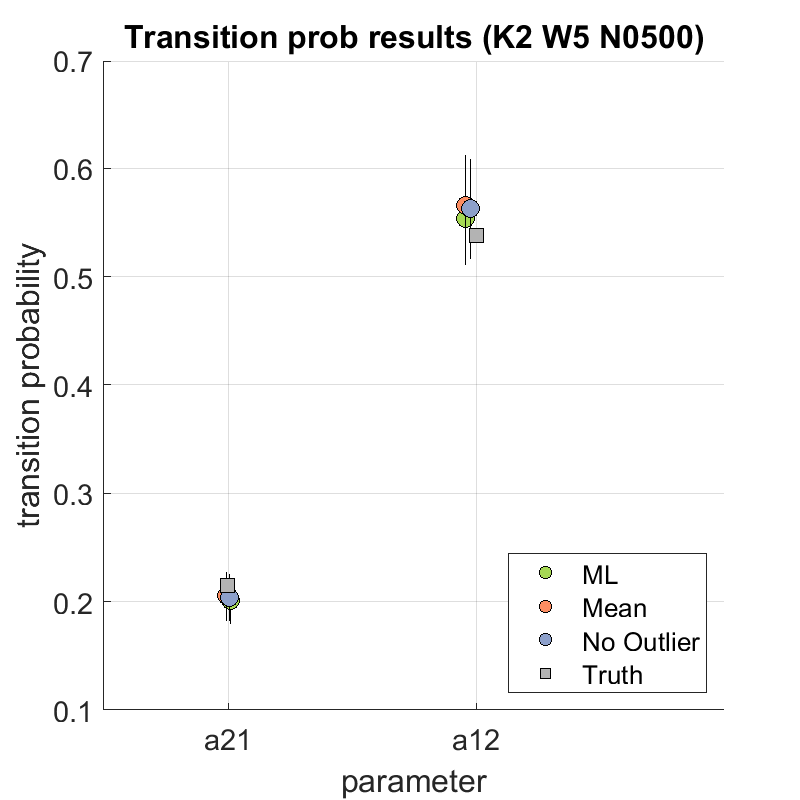 Transition prob results (K2 W5 N0500)
0.7
0.6
0.5
0.4
0.3
0.2
0.1
transition probability
ML
Mean
No Outlier
Truth
a21
a12
parameter